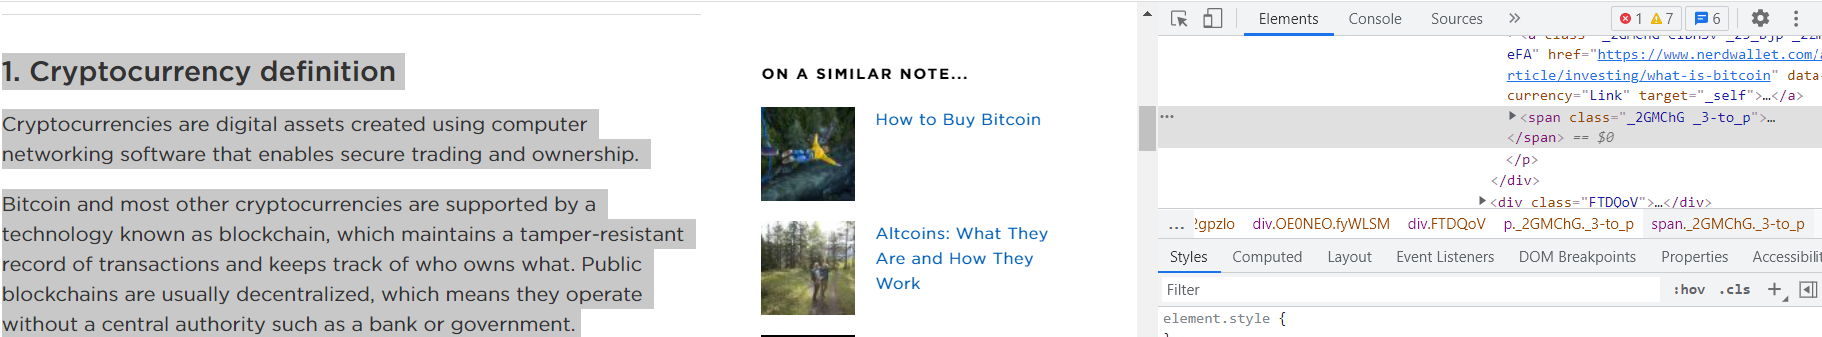 1. Cryptocurrency definition
Cryptocurrencies are digital assets created using computer
networking software that enables secure trading and ownership.
Bitcoin and most other cryptocurrencies are supported by a
technology known as blockchain, which maintains a tamper-resistant
record of transactions and keeps track of who owns what. Public
blockchains are usually decentralized, which means they operate
without a central authority such as a bank or government.
ON A SIMILAR NOTE...
How to Buy Bitcoin
Altcoins: What They
Are and How They
Work
Elements Console Sources » 1 7 6
eFA" href="https://www.nerdwallet.com/a
rticle/investing/what-is-bitcoin" data-
currency="Link" target="_self">…</a>
<span class="_2GMChG _3-to_p">…
</span> == $0
</p>
</div>
<div class="FTDQoV">…</div>
... ?gpzlo div.OE0NEO.fyWLSM div.FTDQoV p._2GMChG._3-to_p span._2GMChG._3-to_p
Styles Computed Layout Event Listeners DOM Breakpoints Properties Accessibili
Filter :hov .cls +
element.style {